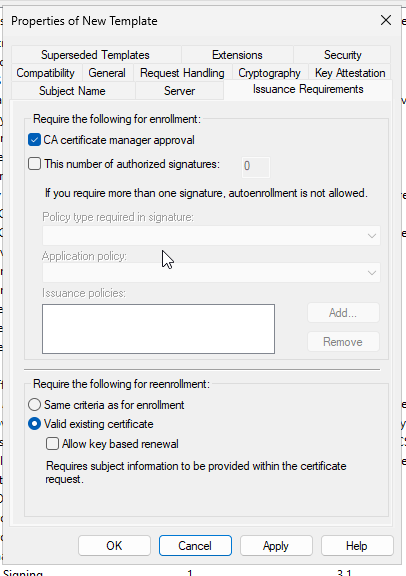 Properties of New Template
Superseded Templates Extensions Security
Compatibility General Request Handling Cryptography Key Attestation
Subject Name Server Issuance Requirements
Require the following for enrollment:
CA certificate manager approval
This number of authorized signatures: 0
If you require more than one signature, autoenrollment is not allowed.
Policy type required in signature:
Application policy:
Issuance policies:
Add...
Remove
Require the following for reenrollment:
Same criteria as for enrollment
Valid existing certificate
Allow key based renewal
Requires subject information to be provided within the certificate
request.
OK Cancel Apply Help
Signing 1 3.1